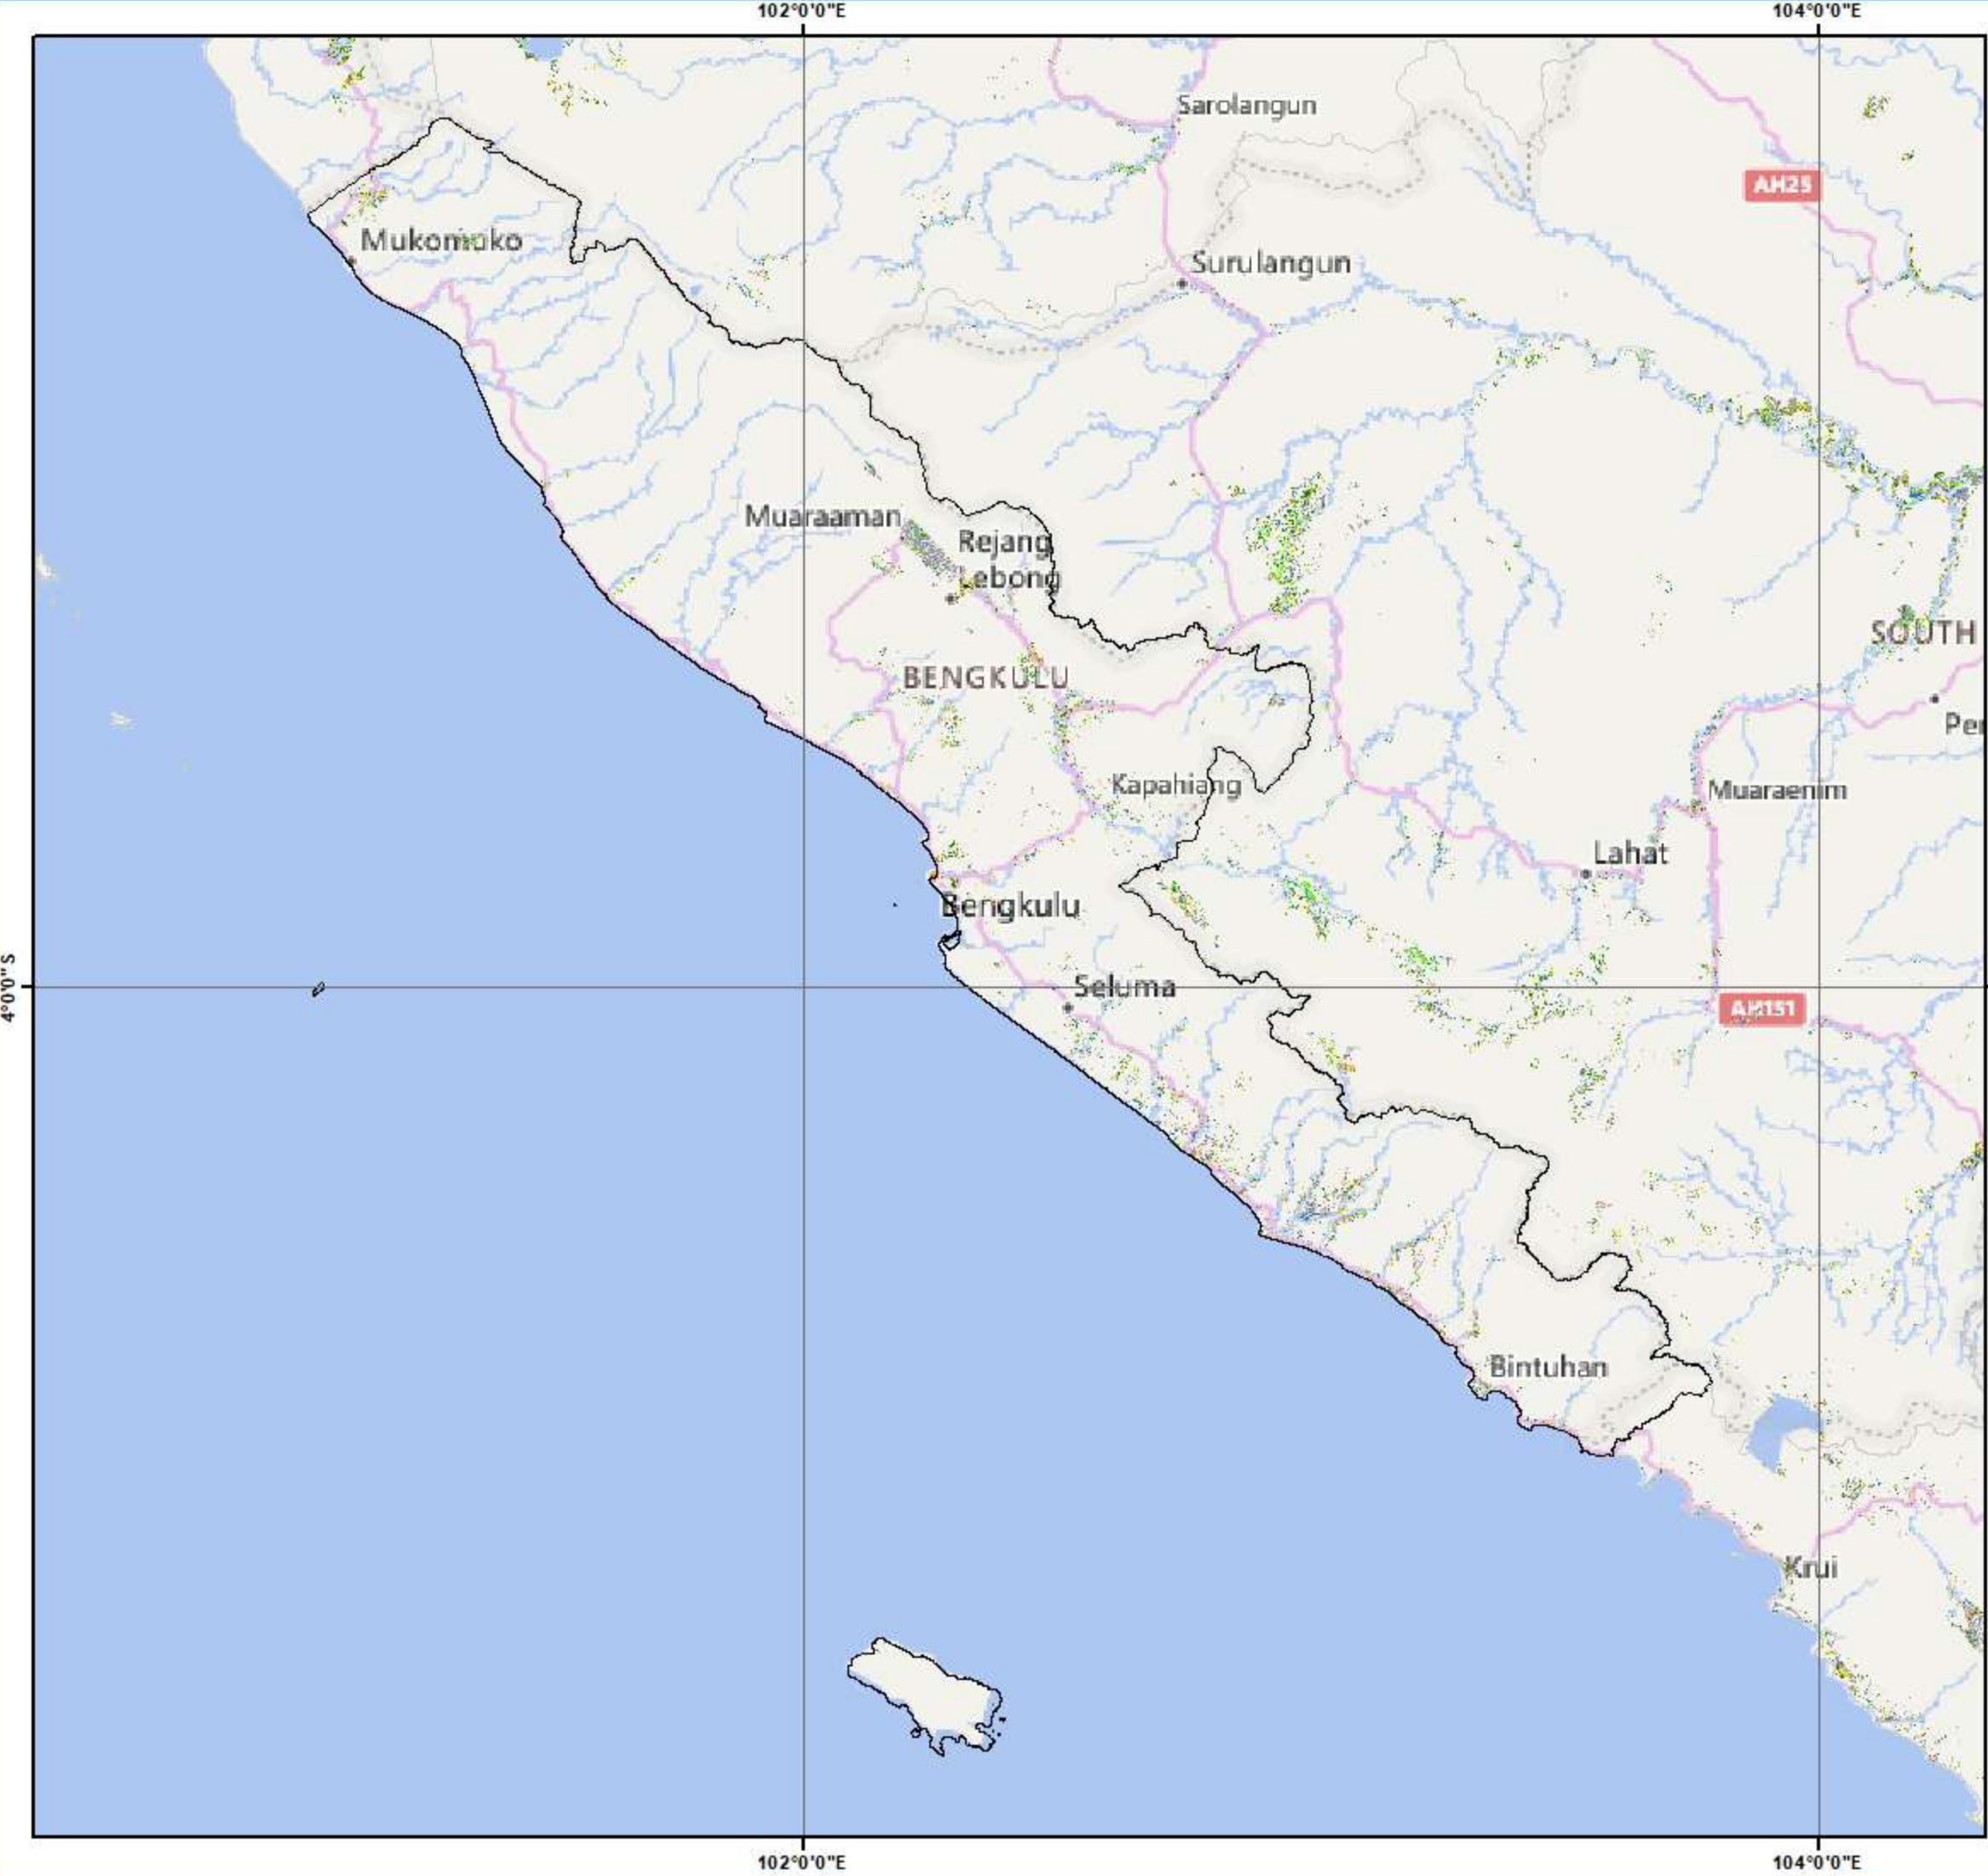 102°0'0"E
104°0'0"E
Sarolangun
AH25
Mukomuko
Surulangun
Muaraaman
Rejang
Lebong
SOUTH
BENGKULU
Kapahiang
Muaraenim
Lahat
Bengkulu
4°0'0"S
Seluma
AH151
Bintuhan
Krui
102°0'0"E
104°0'0"E